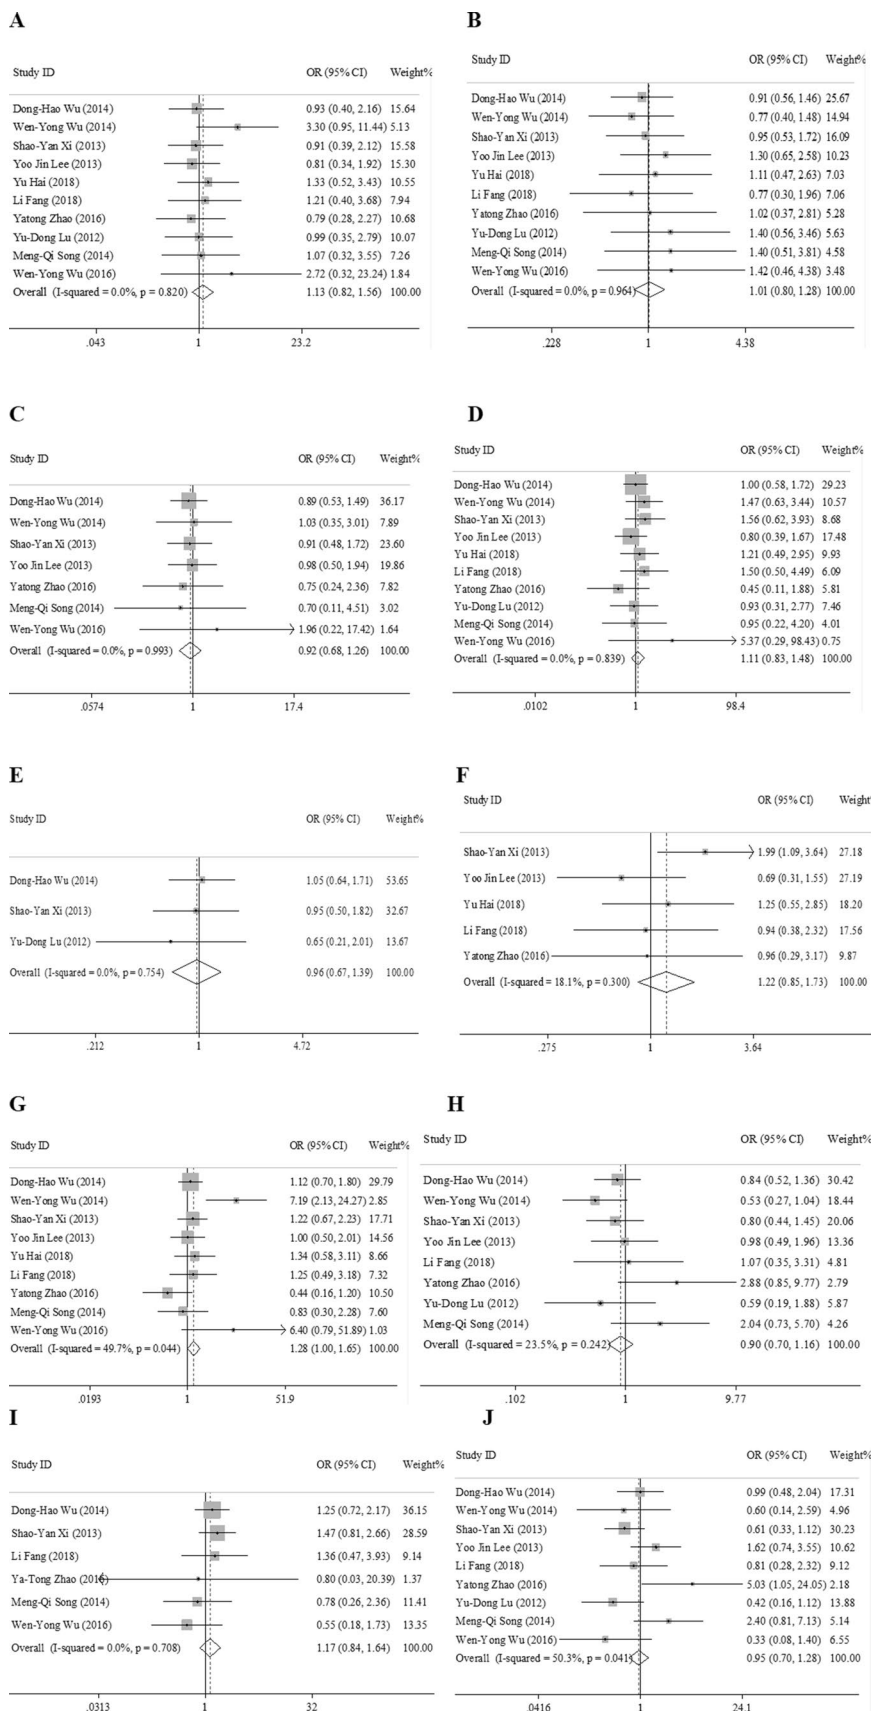 A
Study ID OR (95% CI) Weight%
Dong-Hao Wu (2014) 0.93 (0.40, 2.16) 15.64
Wen-Yong Wu (2014) 3.30 (0.95, 11.44) 5.13
Shao-Yan Xi (2013) 0.91 (0.39, 2.12) 15.58
Yoo Jin Lee (2013) 0.81 (0.34, 1.92) 15.30
Yu Hai (2018) 1.33 (0.52, 3.43) 10.55
Li Fang (2018) 1.21 (0.40, 3.68) 7.94
Yatong Zhao (2016) 0.79 (0.28, 2.27) 10.68
Yu-Dong Lu (2012) 0.99 (0.35, 2.79) 10.07
Meng-Qi Song (2014) 1.07 (0.32, 3.55) 7.26
Wen-Yong Wu (2016) 2.72 (0.32, 23.24) 1.84
Overall (I-squared = 0.0%, p = 0.820) 1.13 (0.82, 1.56) 100.00
.043 1 23.2
B
Study ID OR (95% CI) Weight%
Dong-Hao Wu (2014) 0.91 (0.56, 1.46) 25.67
Wen-Yong Wu (2014) 0.77 (0.40, 1.48) 14.94
Shao-Yan Xi (2013) 0.95 (0.53, 1.72) 16.09
Yoo Jin Lee (2013) 1.30 (0.65, 2.58) 10.23
Yu Hai (2018) 1.11 (0.47, 2.63) 7.03
Li Fang (2018) 0.77 (0.30, 1.96) 7.06
Yatong Zhao (2016) 1.02 (0.37, 2.81) 5.28
Yu-Dong Lu (2012) 1.40 (0.56, 3.46) 5.63
Meng-Qi Song (2014) 1.40 (0.51, 3.81) 4.58
Wen-Yong Wu (2016) 1.42 (0.46, 4.38) 3.48
Overall (I-squared = 0.0%, p = 0.964) 1.01 (0.80, 1.28) 100.00
.228 1 4.38
C
Study ID OR (95% CI) Weight%
Dong-Hao Wu (2014) 0.89 (0.53, 1.49) 36.17
Wen-Yong Wu (2014) 1.03 (0.35, 3.01) 7.89
Shao-Yan Xi (2013) 0.91 (0.48, 1.72) 23.60
Yoo Jin Lee (2013) 0.98 (0.50, 1.94) 19.86
Yatong Zhao (2016) 0.75 (0.24, 2.36) 7.82
Meng-Qi Song (2014) 0.70 (0.11, 4.51) 3.02
Wen-Yong Wu (2016) 1.96 (0.22, 17.42) 1.64
Overall (I-squared = 0.0%, p = 0.993) 0.92 (0.68, 1.26) 100.00
.0574 1 17.4
D
Study ID OR (95% CI) Weight%
Dong-Hao Wu (2014) 1.00 (0.58, 1.72) 29.23
Wen-Yong Wu (2014) 1.47 (0.63, 3.44) 10.57
Shao-Yan Xi (2013) 1.56 (0.62, 3.93) 8.68
Yoo Jin Lee (2013) 0.80 (0.39, 1.67) 17.48
Yu Hai (2018) 1.21 (0.49, 2.95) 9.93
Li Fang (2018) 1.50 (0.50, 4.49) 6.09
Yatong Zhao (2016) 0.45 (0.11, 1.88) 5.81
Yu-Dong Lu (2012) 0.93 (0.31, 2.77) 7.46
Meng-Qi Song (2014) 0.95 (0.22, 4.20) 4.01
Wen-Yong Wu (2016) 5.37 (0.29, 98.43) 0.75
Overall (I-squared = 0.0%, p = 0.839) 1.11 (0.83, 1.48) 100.00
.0102 1 98.4
E
Study ID OR (95% CI) Weight%
Dong-Hao Wu (2014) 1.05 (0.64, 1.71) 53.65
Shao-Yan Xi (2013) 0.95 (0.50, 1.82) 32.67
Yu-Dong Lu (2012) 0.65 (0.21, 2.01) 13.67
Overall (I-squared = 0.0%, p = 0.754) 0.96 (0.67, 1.39) 100.00
.212 1 4.72
F
Study ID OR (95% CI) Weight%
Shao-Yan Xi (2013) 1.99 (1.09, 3.64) 27.18
Yoo Jin Lee (2013) 0.69 (0.31, 1.55) 27.19
Yu Hai (2018) 1.25 (0.55, 2.85) 18.20
Li Fang (2018) 0.94 (0.38, 2.32) 17.56
Yatong Zhao (2016) 0.96 (0.29, 3.17) 9.87
Overall (I-squared = 18.1%, p = 0.300) 1.22 (0.85, 1.73) 100.00
.275 1 3.64
G
Study ID OR (95% CI) Weight%
Dong-Hao Wu (2014) 1.12 (0.70, 1.80) 29.79
Wen-Yong Wu (2014) 7.19 (2.13, 24.27) 2.85
Shao-Yan Xi (2013) 1.22 (0.67, 2.23) 17.71
Yoo Jin Lee (2013) 1.00 (0.50, 2.01) 14.56
Yu Hai (2018) 1.34 (0.58, 3.11) 8.66
Li Fang (2018) 1.25 (0.49, 3.18) 7.32
Yatong Zhao (2016) 0.44 (0.16, 1.20) 10.50
Meng-Qi Song (2014) 0.83 (0.30, 2.28) 7.60
Wen-Yong Wu (2016) 6.40 (0.79, 51.89) 1.03
Overall (I-squared = 49.7%, p = 0.044) 1.28 (1.00, 1.65) 100.00
.0193 1 51.9
H
Study ID OR (95% CI) Weight%
Dong-Hao Wu (2014) 0.84 (0.52, 1.36) 30.42
Wen-Yong Wu (2014) 0.53 (0.27, 1.04) 18.44
Shao-Yan Xi (2013) 0.80 (0.44, 1.45) 20.06
Yoo Jin Lee (2013) 0.98 (0.49, 1.96) 13.36
Li Fang (2018) 1.07 (0.35, 3.31) 4.81
Yatong Zhao (2016) 2.88 (0.85, 9.77) 2.79
Yu-Dong Lu (2012) 0.59 (0.19, 1.88) 5.87
Meng-Qi Song (2014) 2.04 (0.73, 5.70) 4.26
Overall (I-squared = 23.5%, p = 0.242) 0.90 (0.70, 1.16) 100.00
.102 1 9.77
I
Study ID OR (95% CI) Weight%
Dong-Hao Wu (2014) 1.25 (0.72, 2.17) 36.15
Shao-Yan Xi (2013) 1.47 (0.81, 2.66) 28.59
Li Fang (2018) 1.36 (0.47, 3.93) 9.14
Ya-Tong Zhao (2016) 0.80 (0.03, 20.39) 1.37
Meng-Qi Song (2014) 0.78 (0.26, 2.36) 11.41
Wen-Yong Wu (2016) 0.55 (0.18, 1.73) 13.35
Overall (I-squared = 0.0%, p = 0.708) 1.17 (0.84, 1.64) 100.00
.0313 1 32
J
Study ID OR (95% CI) Weight%
Dong-Hao Wu (2014) 0.99 (0.48, 2.04) 17.31
Wen-Yong Wu (2014) 0.60 (0.14, 2.59) 4.96
Shao-Yan Xi (2013) 0.61 (0.33, 1.12) 30.23
Yoo Jin Lee (2013) 1.62 (0.74, 3.55) 10.62
Li Fang (2018) 0.81 (0.28, 2.32) 9.12
Yatong Zhao (2016) 5.03 (1.05, 24.05) 2.18
Yu-Dong Lu (2012) 0.42 (0.16, 1.12) 13.88
Meng-Qi Song (2014) 2.40 (0.81, 7.13) 5.14
Wen-Yong Wu (2016) 0.33 (0.08, 1.40) 6.55
Overall (I-squared = 50.3%, p = 0.041) 0.95 (0.70, 1.28) 100.00
.0416 1 24.1